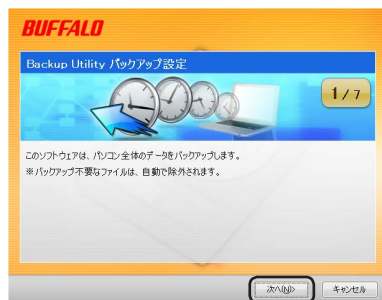 BUFFALO
Backup Utility バックアップ設定
1/7
このソフトウェアは、パソコン全体のデータをバックアップします。
※バックアップ不要なファイルは、自動で除外されます。
次へ(N)> キャンセル